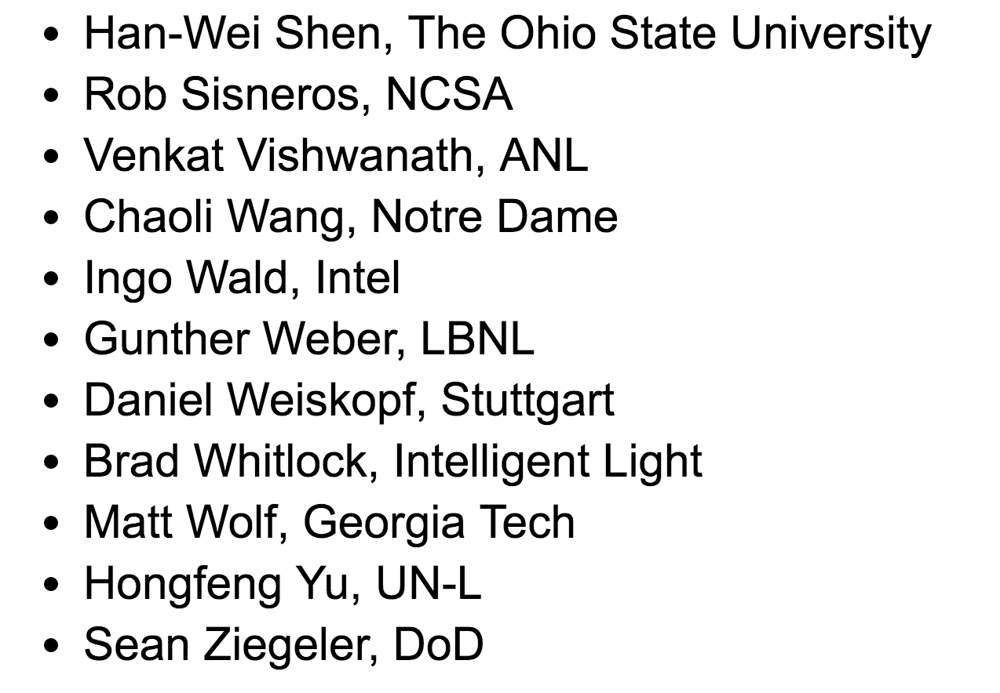 • Han-Wei Shen, The Ohio State University
• Rob Sisneros, NCSA
• Venkat Vishwanath, ANL
• Chaoli Wang, Notre Dame
• Ingo Wald, Intel
• Gunther Weber, LBNL
• Daniel Weiskopf, Stuttgart
• Brad Whitlock, Intelligent Light
• Matt Wolf, Georgia Tech
• Hongfeng Yu, UN-L
• Sean Ziegeler, DoD